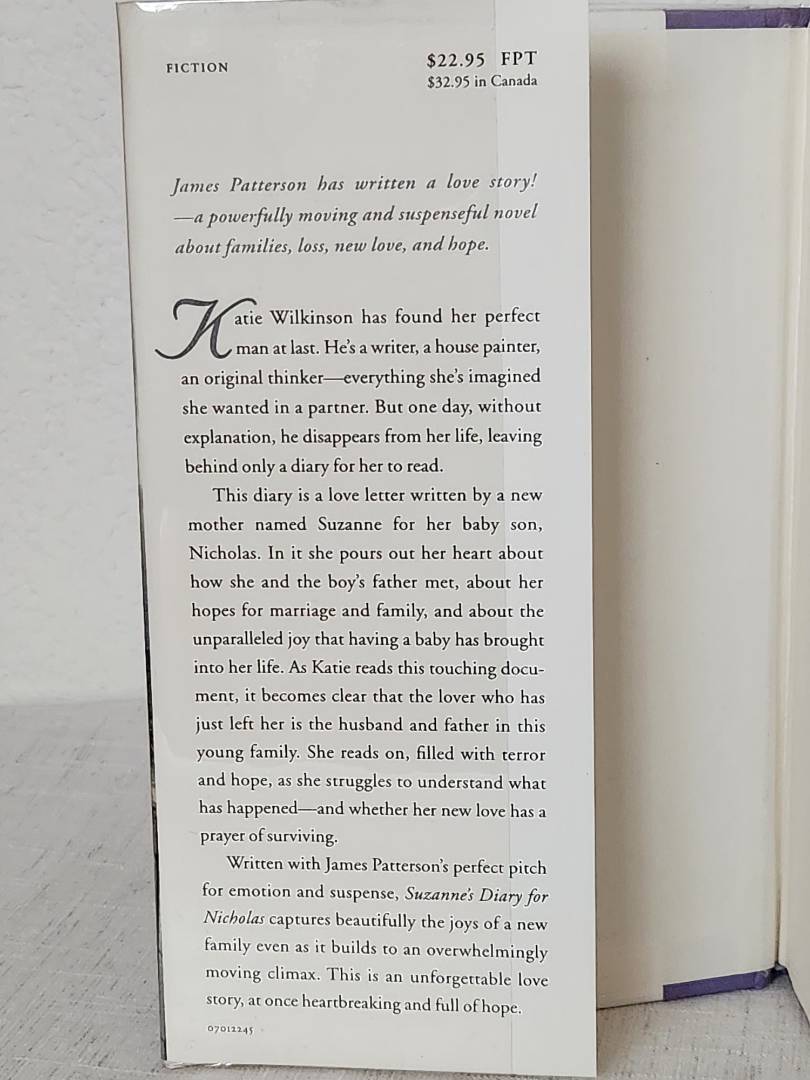 FICTION
$22.95 FPT
$32.95 in Canada
James Patterson has written a love story!
—a powerfully moving and suspenseful novel
about families, loss, new love, and hope.
Katie Wilkinson has found her perfect
man at last. He's a writer, a house painter,
an original thinker—everything she's imagined
she wanted in a partner. But one day, without
explanation, he disappears from her life, leaving
behind only a diary for her to read.
This diary is a love letter written by a new
mother named Suzanne for her baby son,
Nicholas. In it she pours out her heart about
how she and the boy's father met, about her
hopes for marriage and family, and about the
unparalleled joy that having a baby has brought
into her life. As Katie reads this touching docu-
ment, it becomes clear that the lover who has
just left her is the husband and father in this
young family. She reads on, filled with terror
and hope, as she struggles to understand what
has happened—and whether her new love has a
prayer of surviving.
Written with James Patterson's perfect pitch
for emotion and suspense, Suzanne's Diary for
Nicholas captures beautifully the joys of a new
family even as it builds to an overwhelmingly
moving climax. This is an unforgettable love
story, at once heartbreaking and full of hope.
07012245